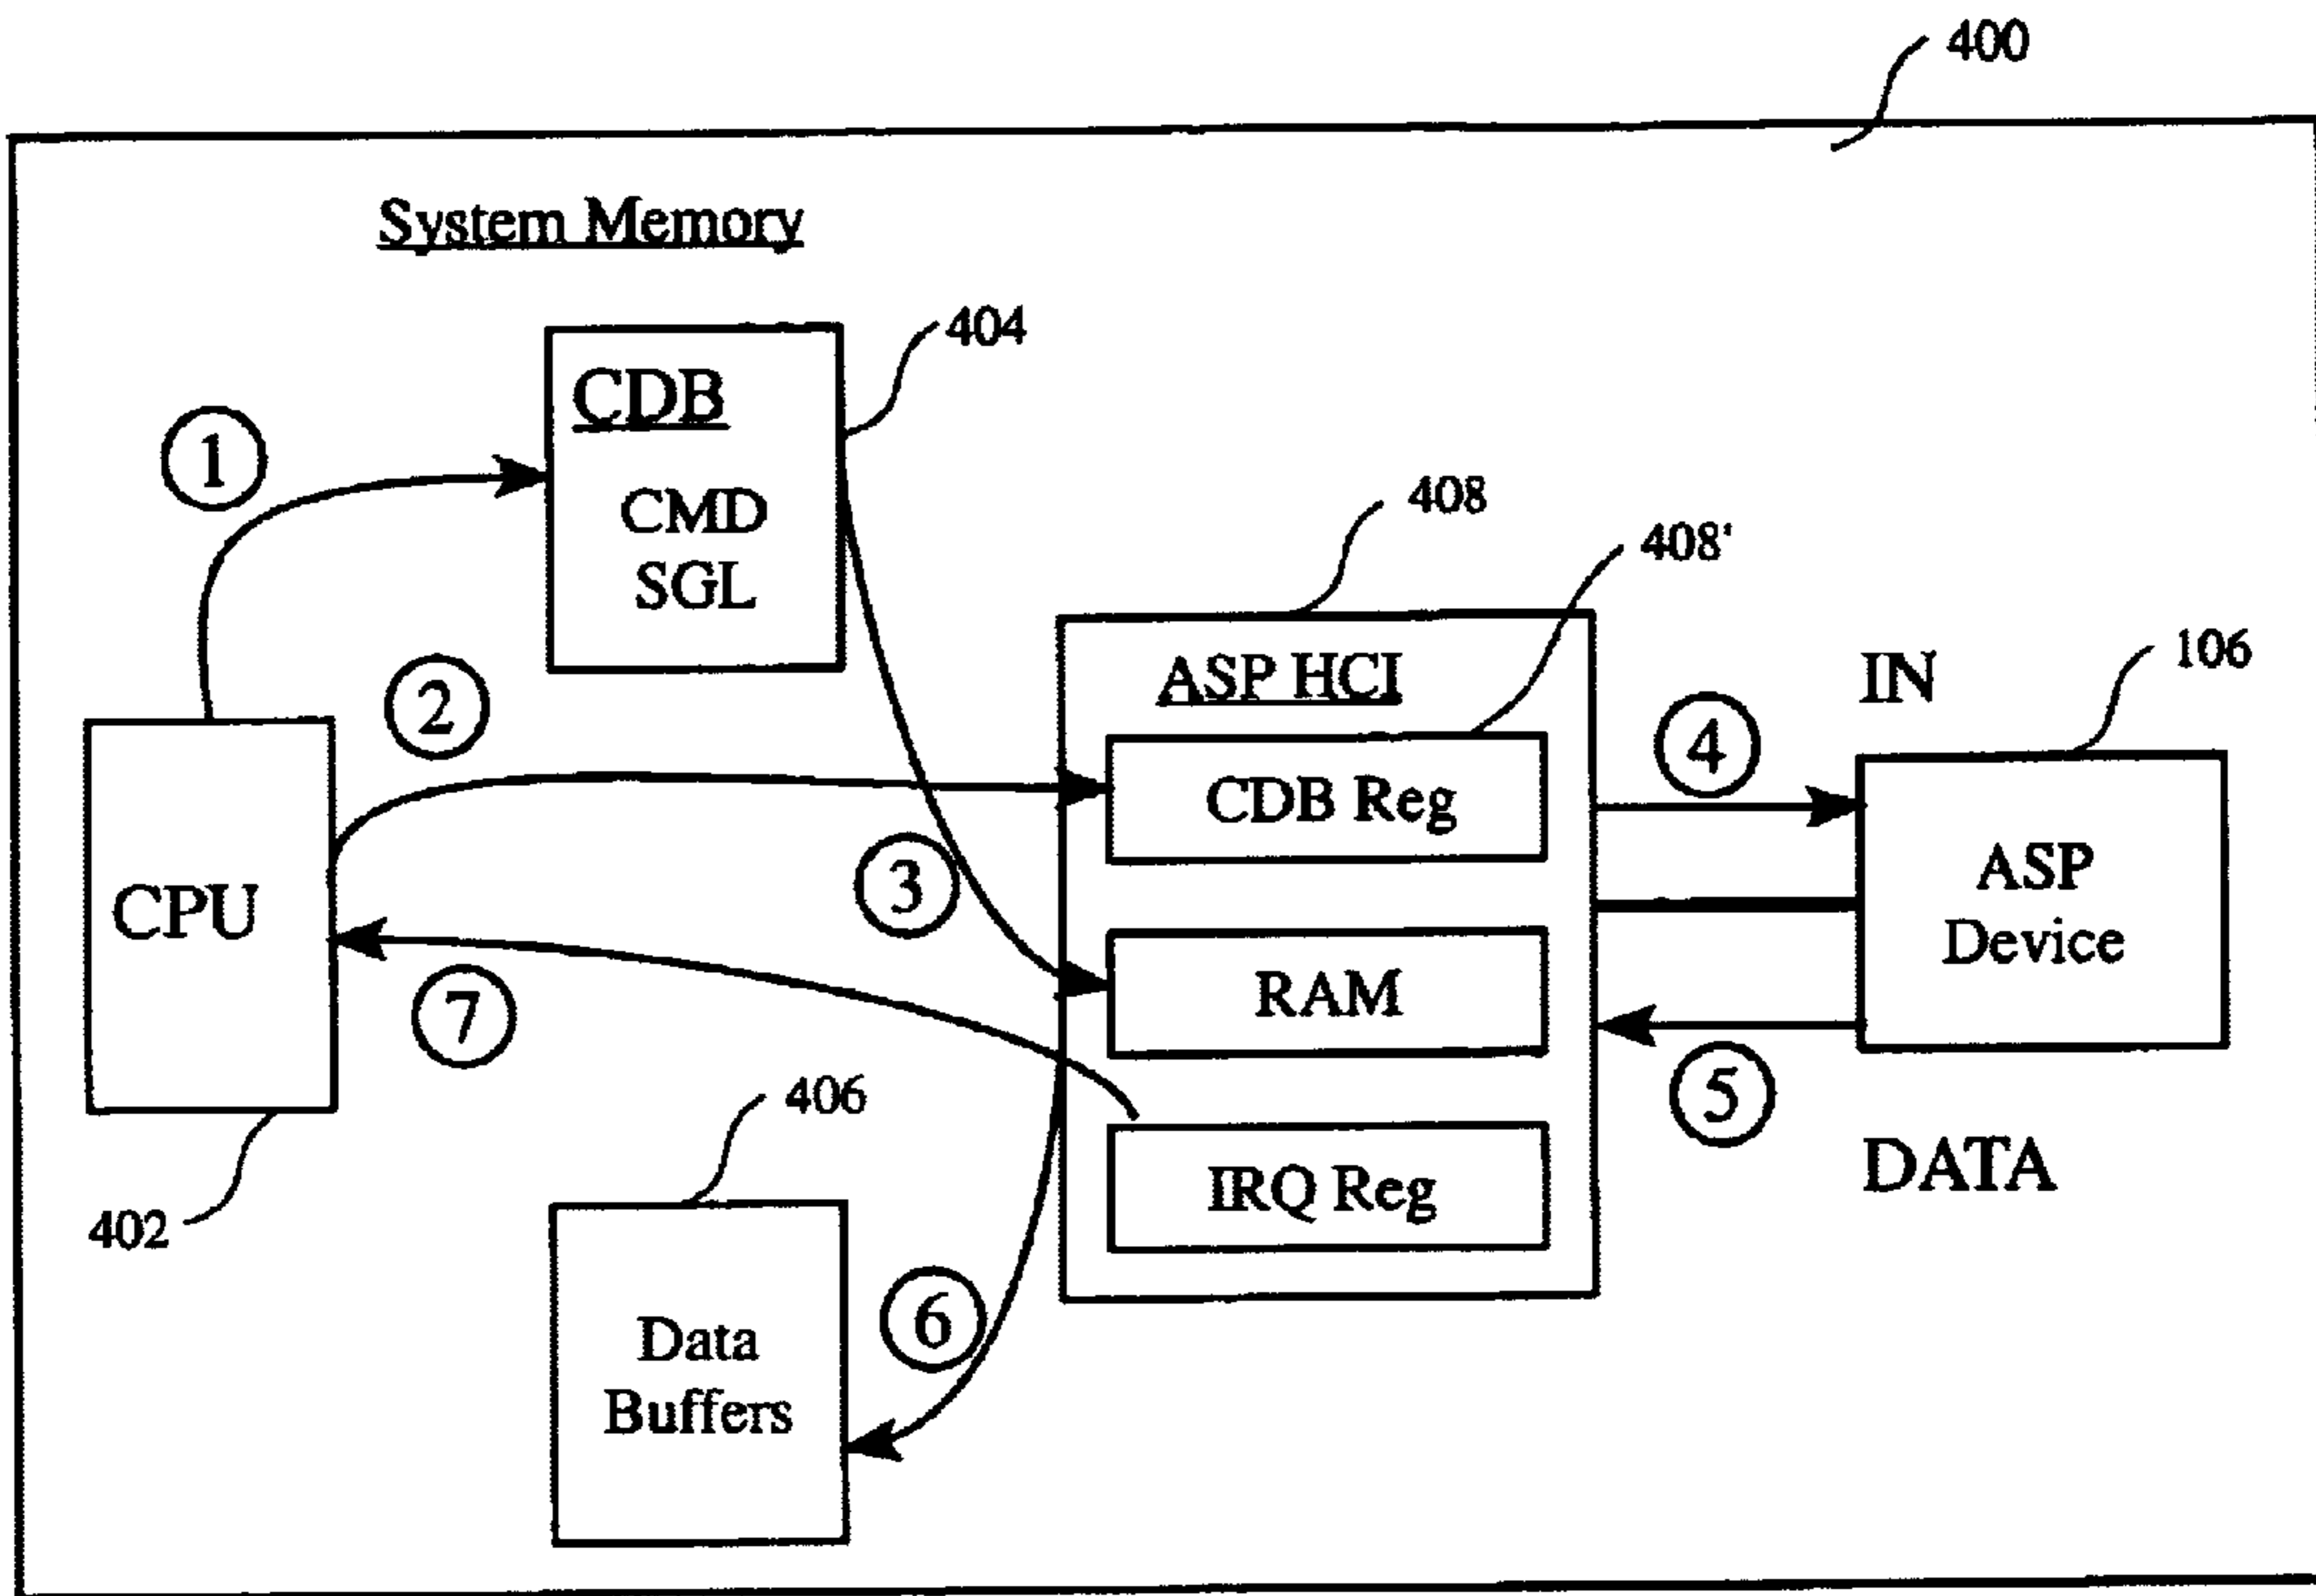 400
System Memory
404
CDB
CMD
SGL
1
408
408'
2
ASP HCI
IN
106
4
CDB Reg
CPU
3
ASP
Device
RAM
7
5
406
DATA
402
IRQ Reg
6
Data
Buffers